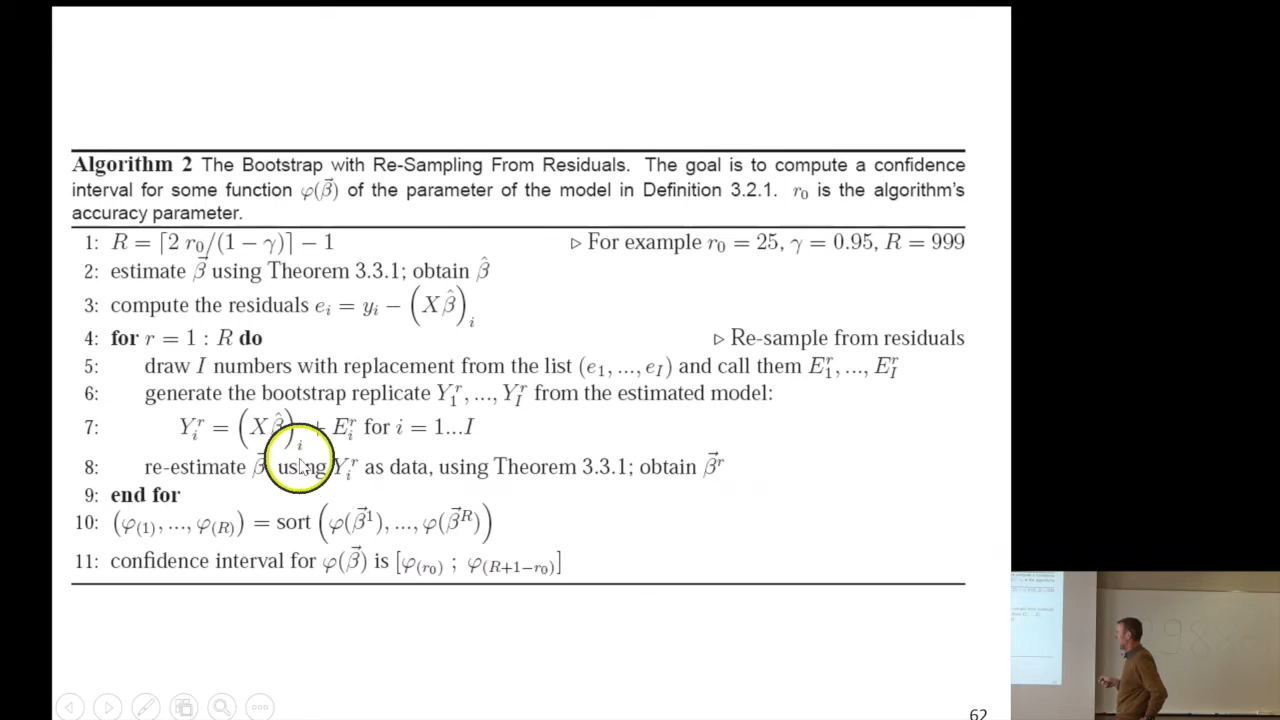 Algorithm 2 The Bootstrap with Re-Sampling From Residuals. The goal is to compute a confidence
interval for some function φ(β⃗) of the parameter of the model in Definition 3.2.1. r₀ is the algorithm's
accuracy parameter.
1: R = ⌈2 r₀/(1 − γ)⌉ − 1 ▷ For example r₀ = 25, γ = 0.95, R = 999
2: estimate β⃗ using Theorem 3.3.1; obtain β̂
3: compute the residuals eᵢ = yᵢ − (Xβ̂)ᵢ
4: for r = 1 : R do ▷ Re-sample from residuals
5: draw I numbers with replacement from the list (e₁, ..., e_I) and call them E₁ʳ, ..., E_Iʳ
6: generate the bootstrap replicate Y₁ʳ, ..., Y_Iʳ from the estimated model:
7: Yᵢʳ = (Xβ̂)ᵢ + Eᵢʳ for i = 1...I
8: re-estimate β⃗ using Yᵢʳ as data, using Theorem 3.3.1; obtain β⃗ʳ
9: end for
10: (φ₍₁₎, ..., φ₍R₎) = sort (φ(β⃗¹), ..., φ(β⃗ᴿ))
11: confidence interval for φ(β⃗) is [φ₍r₀₎ ; φ₍R+1−r₀₎]
62